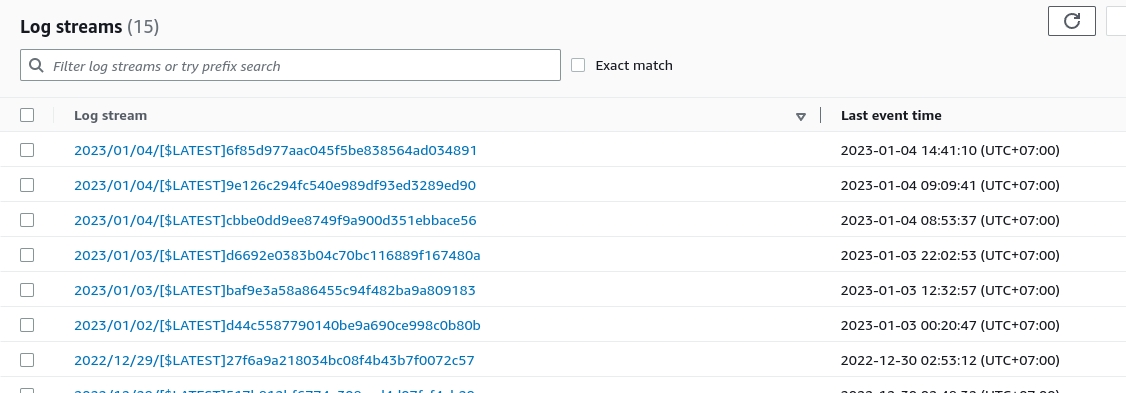 Log streams (15)
Filter log streams or try prefix search
Exact match
Log stream Last event time
2023/01/04/[$LATEST]6f85d977aac045f5be838564ad034891 2023-01-04 14:41:10 (UTC+07:00)
2023/01/04/[$LATEST]9e126c294fc540e989df93ed3289ed90 2023-01-04 09:09:41 (UTC+07:00)
2023/01/04/[$LATEST]cbbe0dd9ee8749f9a900d351ebbace56 2023-01-04 08:53:37 (UTC+07:00)
2023/01/03/[$LATEST]d6692e0383b04c70bc116889f167480a 2023-01-03 22:02:53 (UTC+07:00)
2023/01/03/[$LATEST]baf9e3a58a86455c94f482ba9a809183 2023-01-03 12:32:57 (UTC+07:00)
2023/01/02/[$LATEST]d44c5587790140be9a690ce998c0b80b 2023-01-03 00:20:47 (UTC+07:00)
2022/12/29/[$LATEST]27f6a9a218034bc08f4b43b7f0072c57 2022-12-30 02:53:12 (UTC+07:00)